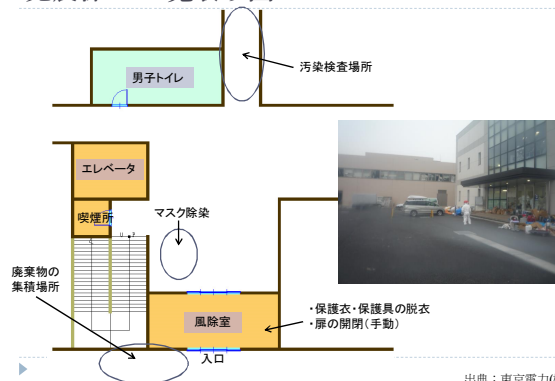 汚染検査場所
男子トイレ
エレベータ
喫煙所
マスク除染
廃棄物の
集積場所
風除室
・保護衣・保護具の脱衣
・扉の開閉(手動)
入口
出典：東京電力